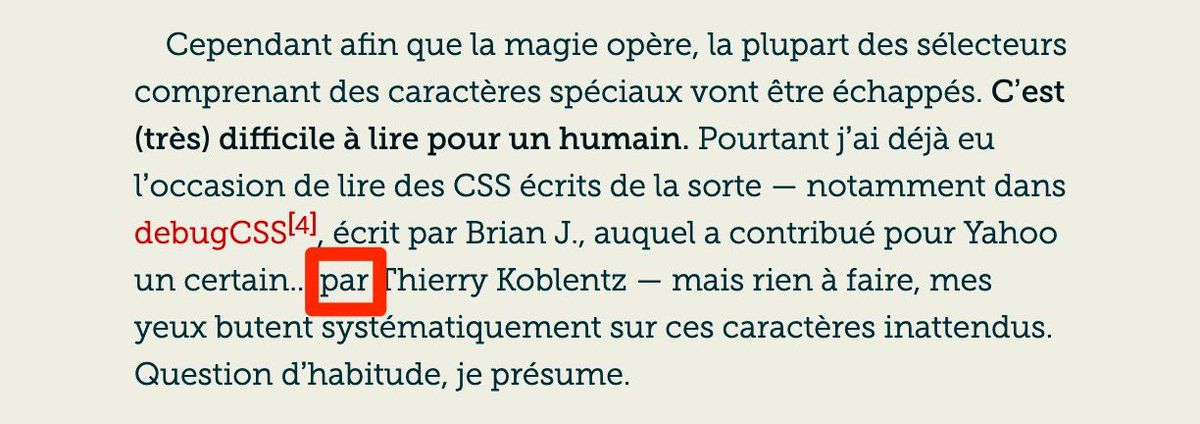 Cependant afin que la magie opère, la plupart des sélecteurs
comprenant des caractères spéciaux vont être échappés. C’est
(très) difficile à lire pour un humain. Pourtant j’ai déjà eu
l’occasion de lire des CSS écrits de la sorte — notamment dans
debugCSS[4], écrit par Brian J., auquel a contribué pour Yahoo
un certain.. par Thierry Koblentz — mais rien à faire, mes
yeux butent systématiquement sur ces caractères inattendus.
Question d’habitude, je présume.